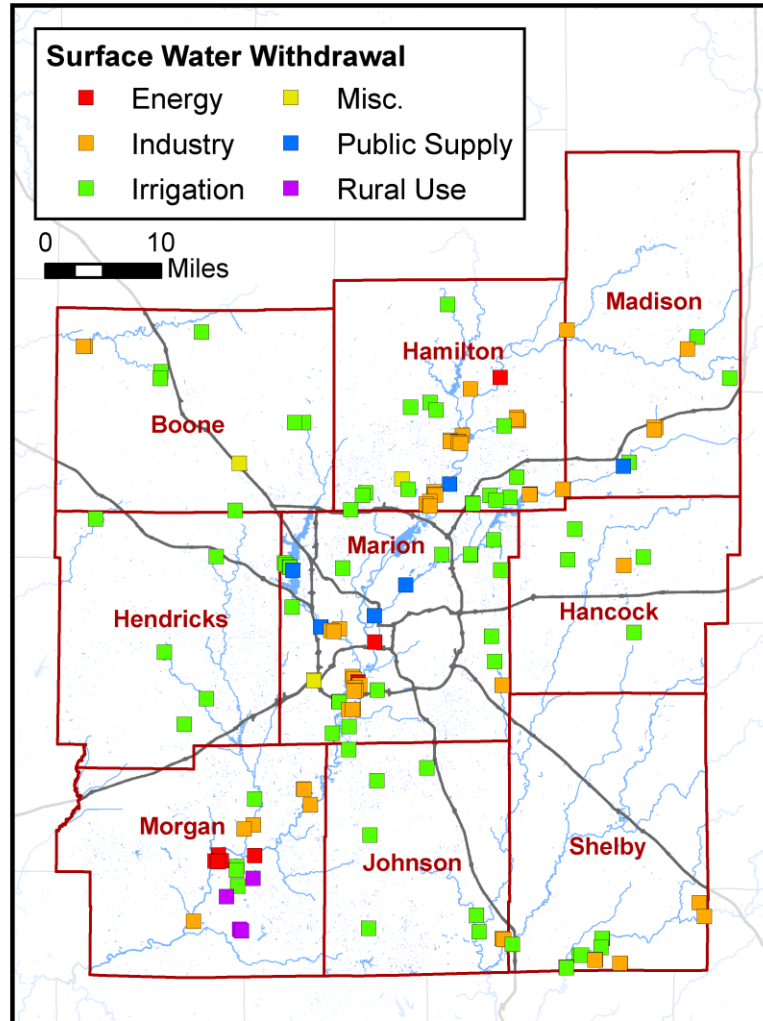 Surface Water Withdrawal
Energy
Misc.
Industry
Public Supply
Irrigation
Rural Use
0 10
Miles
Madison
Hamilton
Boone
Marion
Hendricks
Hancock
Morgan
Johnson
Shelby